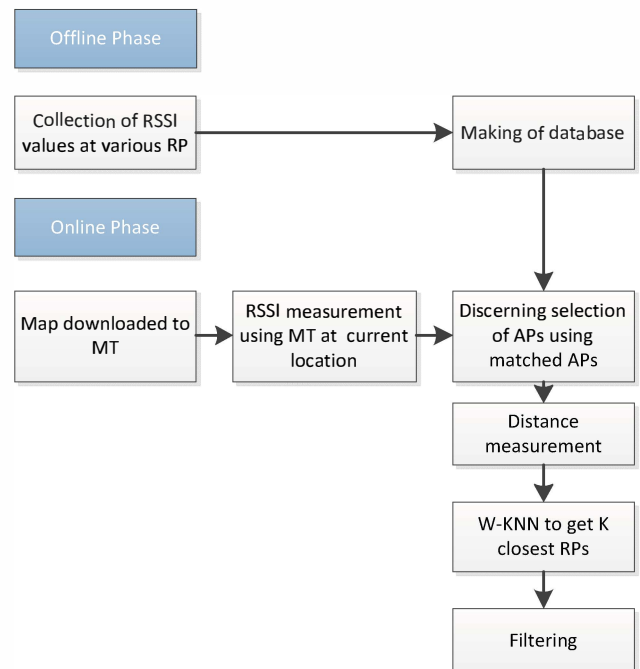 Offline Phase
Collection of RSSI
values at various RP
Making of database
Online Phase
Map downloaded to
MT
RSSI measurement
using MT at current
location
Discerning selection
of APs using
matched APs
Distance
measurement
W-KNN to get K
closest RPs
Filtering